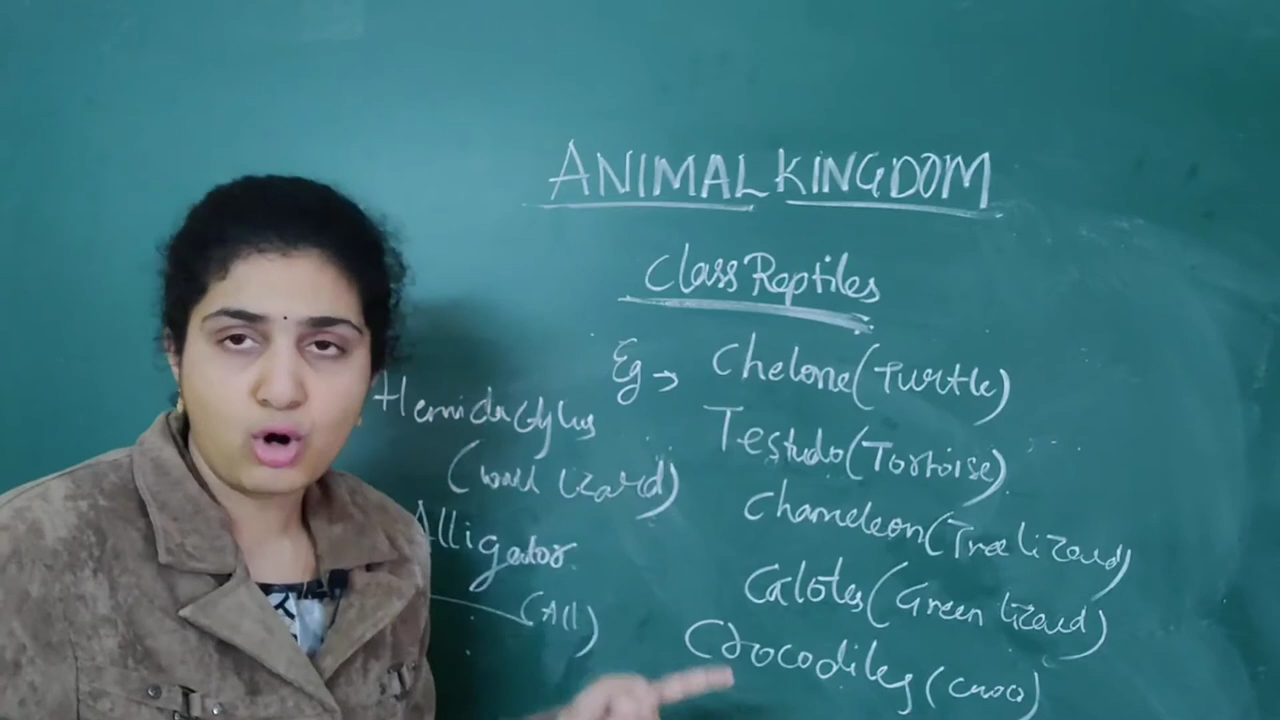 ANIMAL KINGDOM
Class Reptiles
Eg → Chelone (Turtle)
Testudo (Tortoise)
Chameleon (Tree lizard)
Calotes (Green lizard)
Crocodiles (croc)
Hemidactylus
(wall lizard)
Alligator
(All)